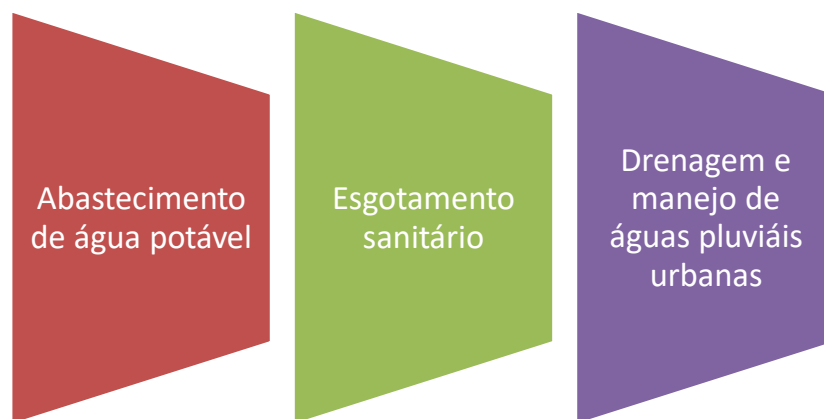 Abastecimento
de água potável
Esgotamento
sanitário
Drenagem e
manejo de
águas pluviáis
urbanas